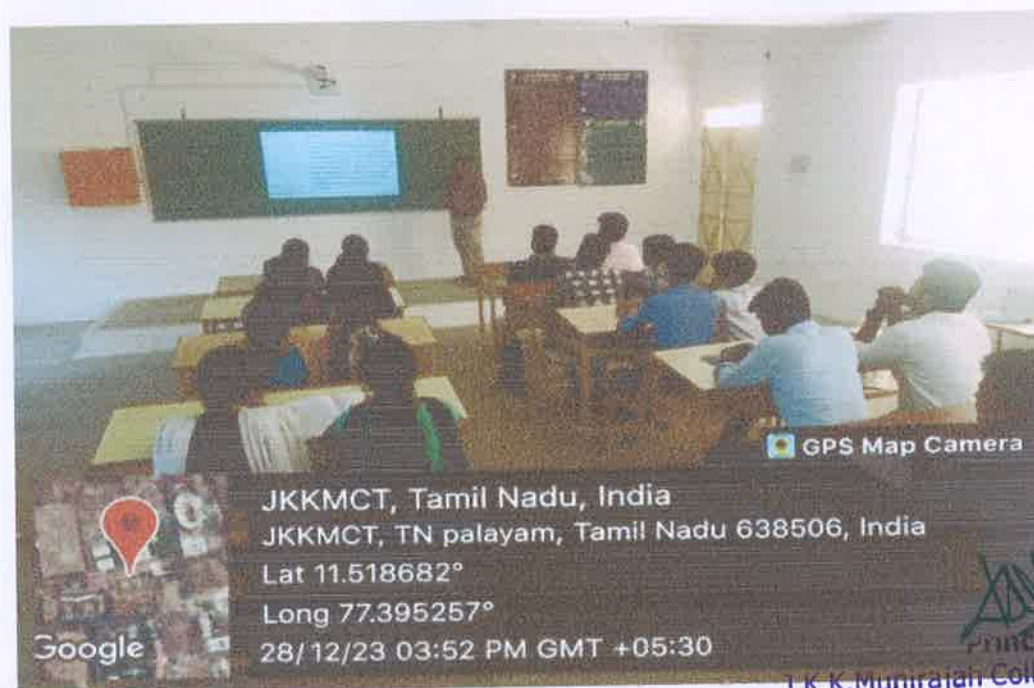 GPS Map Camera
JKKMCT, Tamil Nadu, India
JKKMCT, TN palayam, Tamil Nadu 638506, India
Lat 11.518682°
Long 77.395257°
28/12/23 03:52 PM GMT +05:30
Google